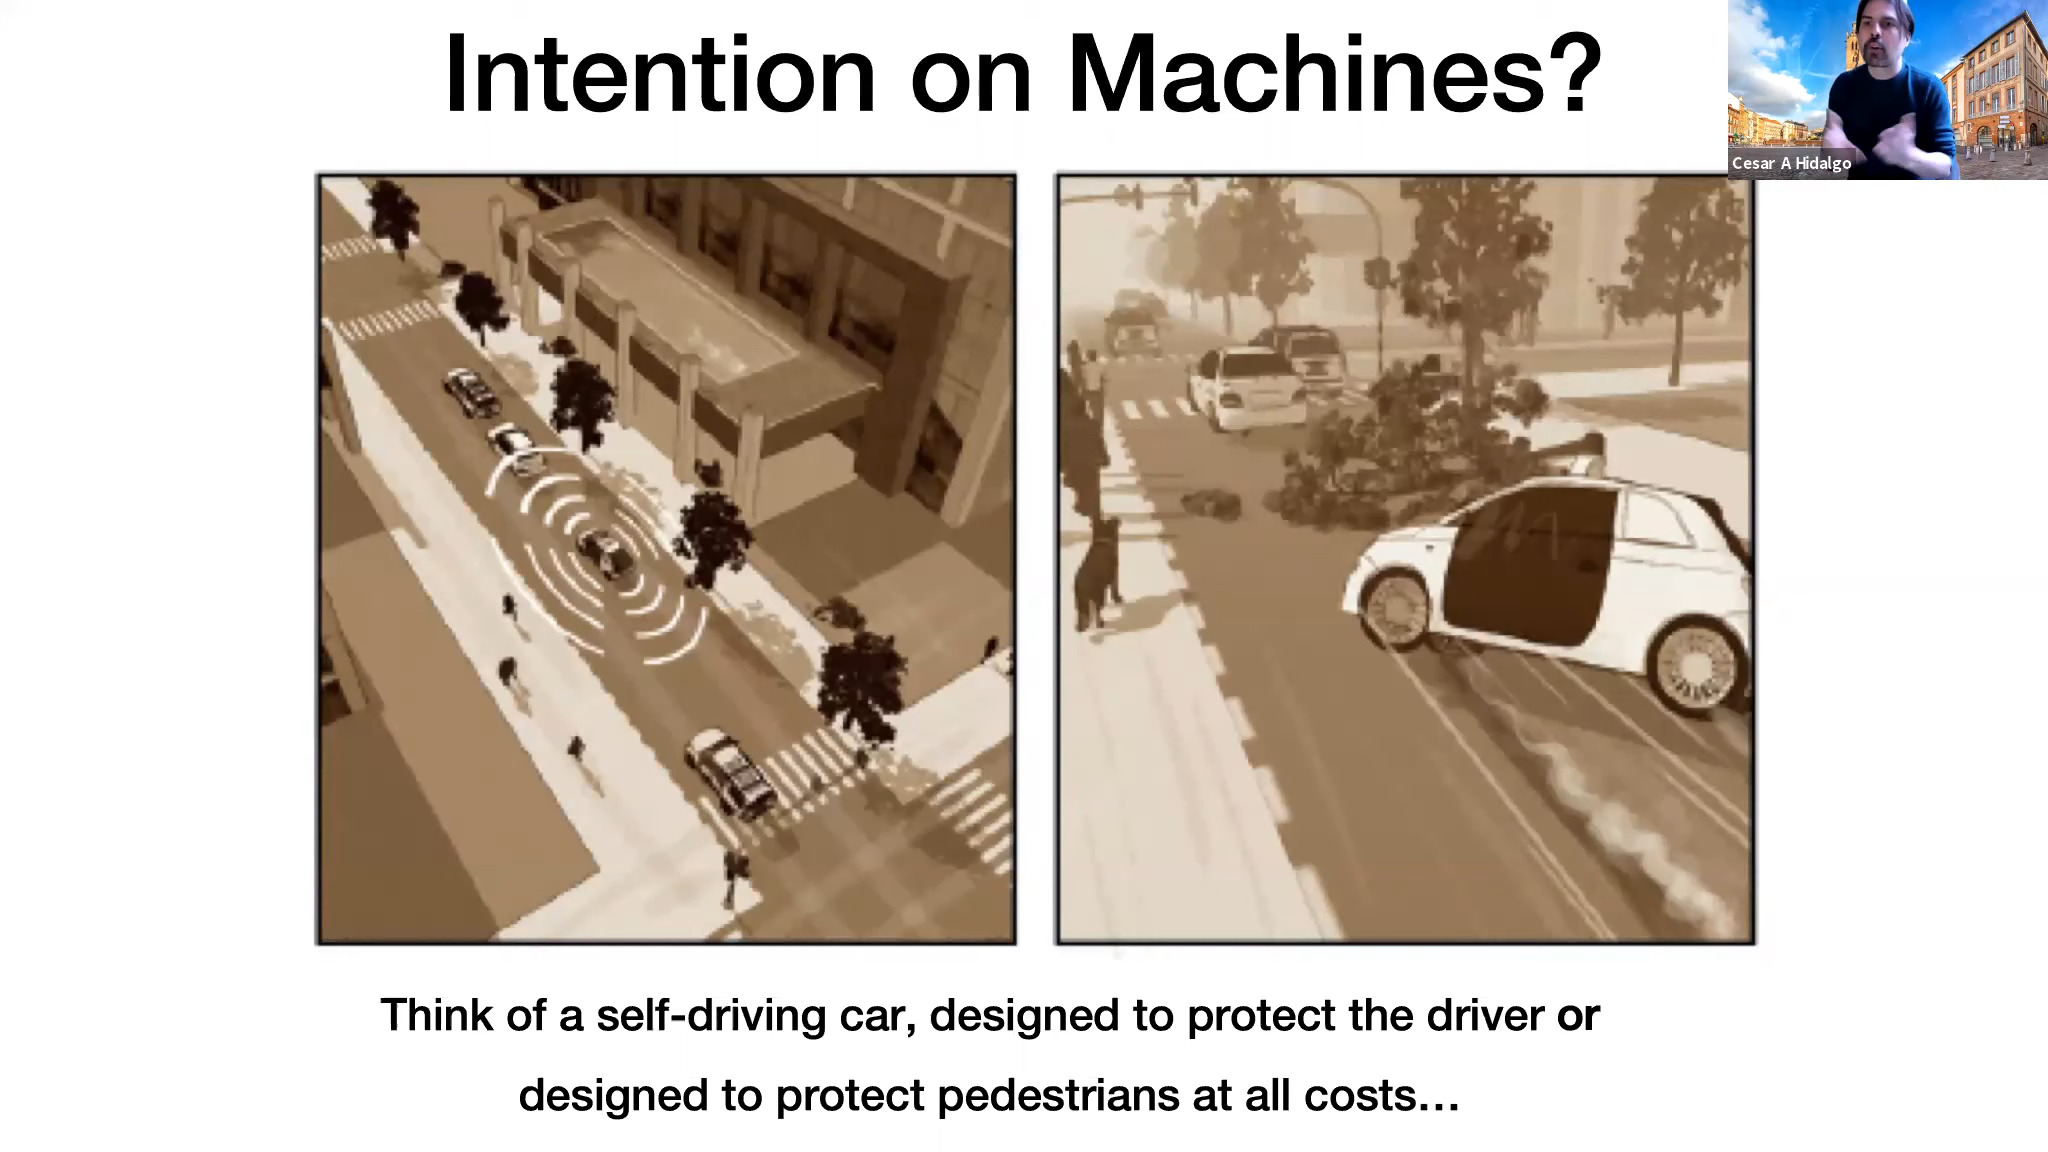 Intention on Machines?
Cesar A Hidalgo
Think of a self-driving car, designed to protect the driver or
designed to protect pedestrians at all costs…